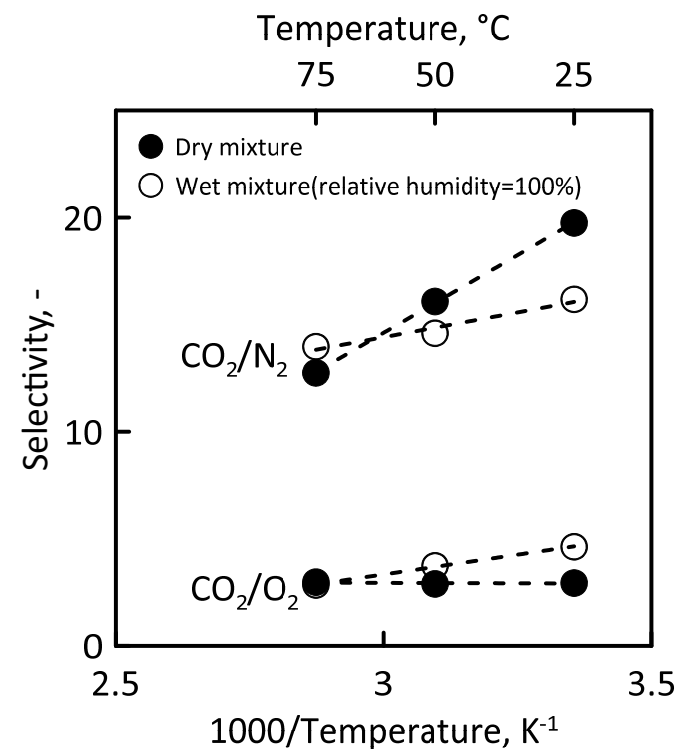 Temperature, °C
75 50 25
Dry mixture
Wet mixture(relative humidity=100%)
20
CO₂/N₂
10
CO₂/O₂
0
2.5 3 3.5
1000/Temperature, K⁻¹
Selectivity, -